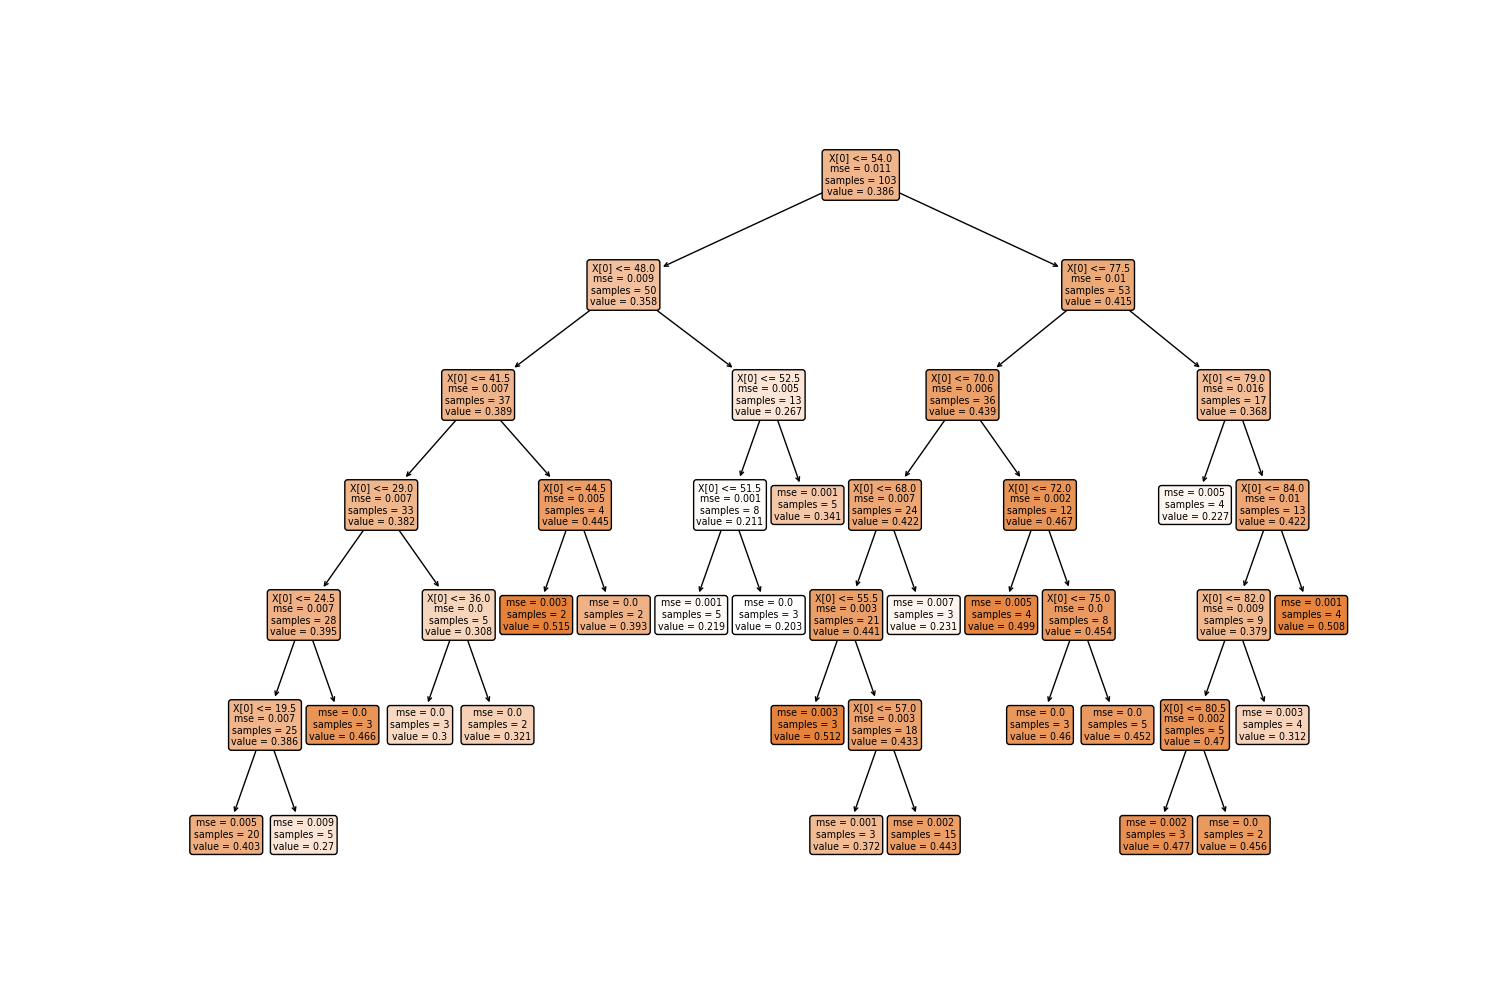 X[0] <= 54.0
mse = 0.011
samples = 103
value = 0.386
X[0] <= 48.0
mse = 0.009
samples = 50
value = 0.358
X[0] <= 77.5
mse = 0.01
samples = 53
value = 0.415
X[0] <= 41.5
mse = 0.007
samples = 37
value = 0.389
X[0] <= 52.5
mse = 0.005
samples = 13
value = 0.267
X[0] <= 70.0
mse = 0.006
samples = 36
value = 0.439
X[0] <= 79.0
mse = 0.016
samples = 17
value = 0.368
X[0] <= 29.0
mse = 0.007
samples = 33
value = 0.382
X[0] <= 44.5
mse = 0.005
samples = 4
value = 0.445
X[0] <= 51.5
mse = 0.001
samples = 8
value = 0.211
mse = 0.001
samples = 5
value = 0.341
X[0] <= 68.0
mse = 0.007
samples = 24
value = 0.422
X[0] <= 72.0
mse = 0.002
samples = 12
value = 0.467
mse = 0.005
samples = 4
value = 0.227
X[0] <= 84.0
mse = 0.01
samples = 13
value = 0.422
X[0] <= 24.5
mse = 0.007
samples = 28
value = 0.395
X[0] <= 36.0
mse = 0.0
samples = 5
value = 0.308
mse = 0.003
samples = 2
value = 0.515
mse = 0.0
samples = 2
value = 0.393
mse = 0.001
samples = 5
value = 0.219
mse = 0.0
samples = 3
value = 0.203
X[0] <= 55.5
mse = 0.003
samples = 21
value = 0.441
mse = 0.007
samples = 3
value = 0.231
mse = 0.005
samples = 4
value = 0.499
X[0] <= 75.0
mse = 0.0
samples = 8
value = 0.454
X[0] <= 82.0
mse = 0.009
samples = 9
value = 0.379
mse = 0.001
samples = 4
value = 0.508
X[0] <= 19.5
mse = 0.007
samples = 25
value = 0.386
mse = 0.0
samples = 3
value = 0.466
mse = 0.0
samples = 3
value = 0.3
mse = 0.0
samples = 2
value = 0.321
mse = 0.003
samples = 3
value = 0.512
X[0] <= 57.0
mse = 0.003
samples = 18
value = 0.433
mse = 0.0
samples = 3
value = 0.46
mse = 0.0
samples = 5
value = 0.452
X[0] <= 80.5
mse = 0.002
samples = 5
value = 0.47
mse = 0.003
samples = 4
value = 0.312
mse = 0.005
samples = 20
value = 0.403
mse = 0.009
samples = 5
value = 0.27
mse = 0.001
samples = 3
value = 0.372
mse = 0.002
samples = 15
value = 0.443
mse = 0.002
samples = 3
value = 0.477
mse = 0.0
samples = 2
value = 0.456